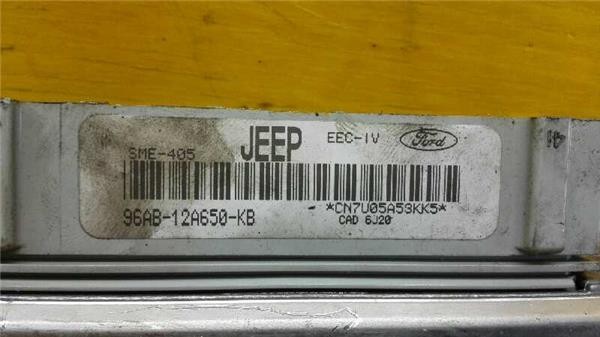 SME-405 JEEP EEC-IV Ford
96AB-12A650-KB *CN7U05A53KK5*
CAD 6J20